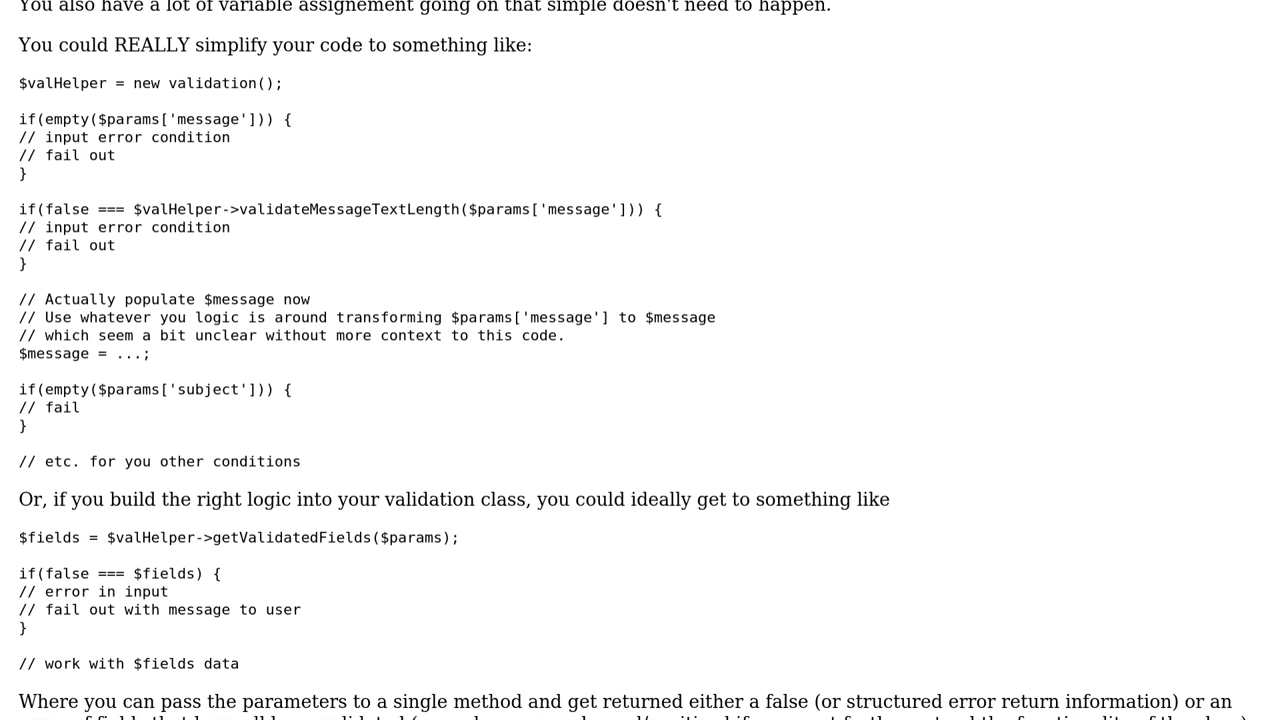 You also have a lot of variable assignement going on that simple doesn't need to happen.
You could REALLY simplify your code to something like:
$valHelper = new validation();
if(empty($params['message'])) {
// input error condition
// fail out
}
if(false === $valHelper->validateMessageTextLength($params['message'])) {
// input error condition
// fail out
}
// Actually populate $message now
// Use whatever you logic is around transforming $params['message'] to $message
// which seem a bit unclear without more context to this code.
$message = ...;
if(empty($params['subject'])) {
// fail
}
// etc. for you other conditions
Or, if you build the right logic into your validation class, you could ideally get to something like
$fields = $valHelper->getValidatedFields($params);
if(false === $fields) {
// error in input
// fail out with message to user
}
// work with $fields data
Where you can pass the parameters to a single method and get returned either a false (or structured error return information) or an